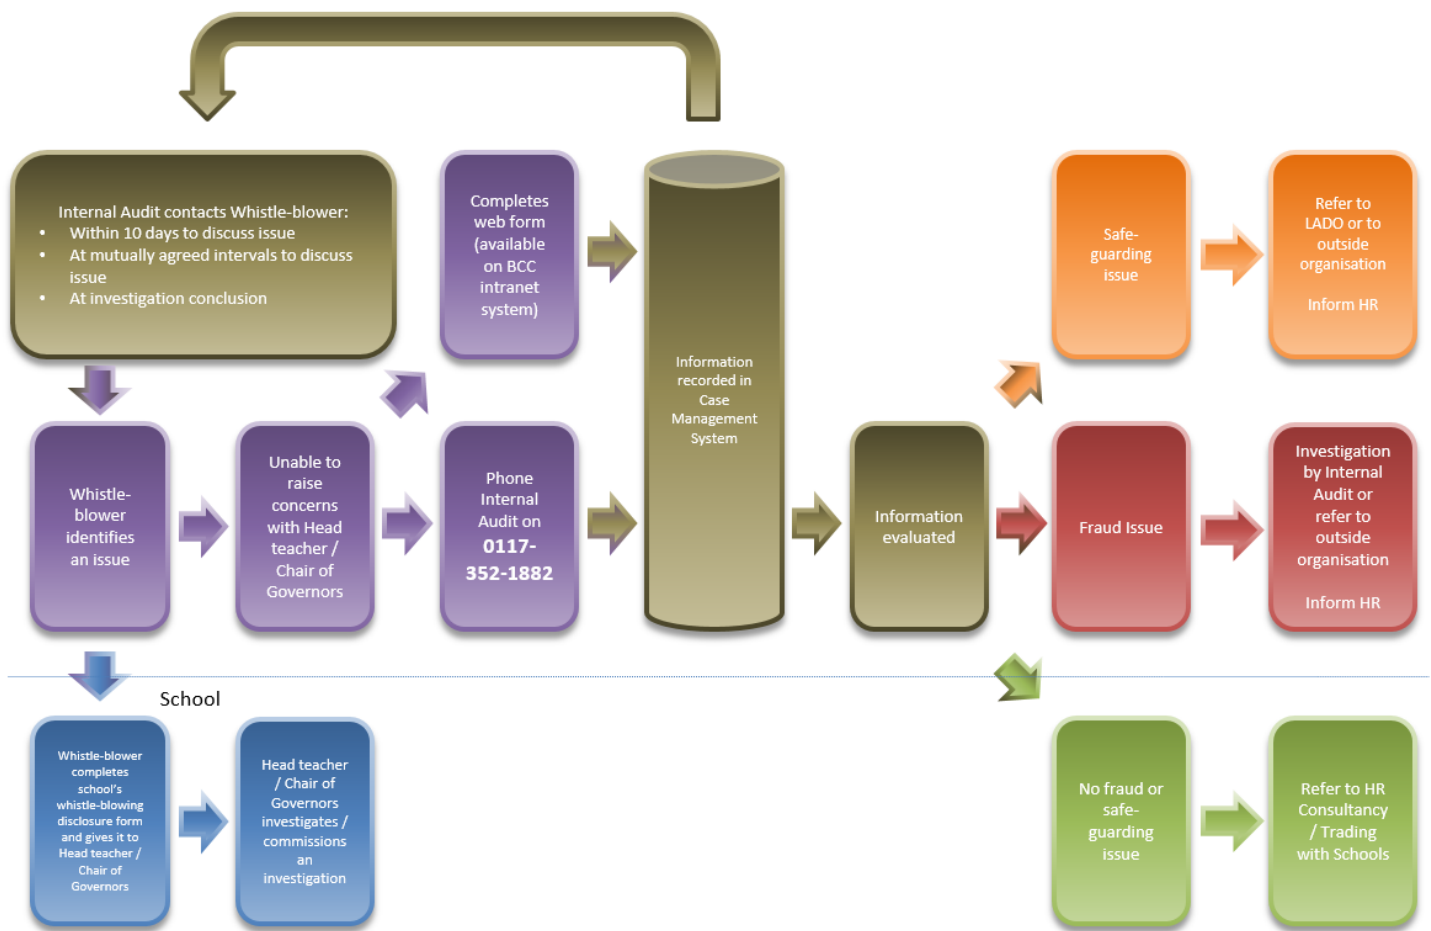 Internal Audit contacts Whistle-blower:
• Within 10 days to discuss issue
• At mutually agreed intervals to discuss
issue
• At investigation conclusion
Completes
web form
(available
on BCC
intranet
system)
Information
recorded in
Case
Management
System
Safe-
guarding
issue
Refer to
LADO or to
outside
organisation
Inform HR
Whistle-
blower
identifies
an issue
Unable to
raise
concerns
with Head
teacher /
Chair of
Governors
Phone
Internal
Audit on
0117-
352-1882
Information
evaluated
Fraud Issue
Investigation
by Internal
Audit or
refer to
outside
organisation
Inform HR
School
Whistle-blower
completes
school's
whistle-blowing
disclosure form
and gives it to
Head teacher /
Chair of
Governors
Head teacher
/ Chair of
Governors
investigates /
commissions
an
investigation
No fraud or
safe-
guarding
issue
Refer to HR
Consultancy
/ Trading
with Schools